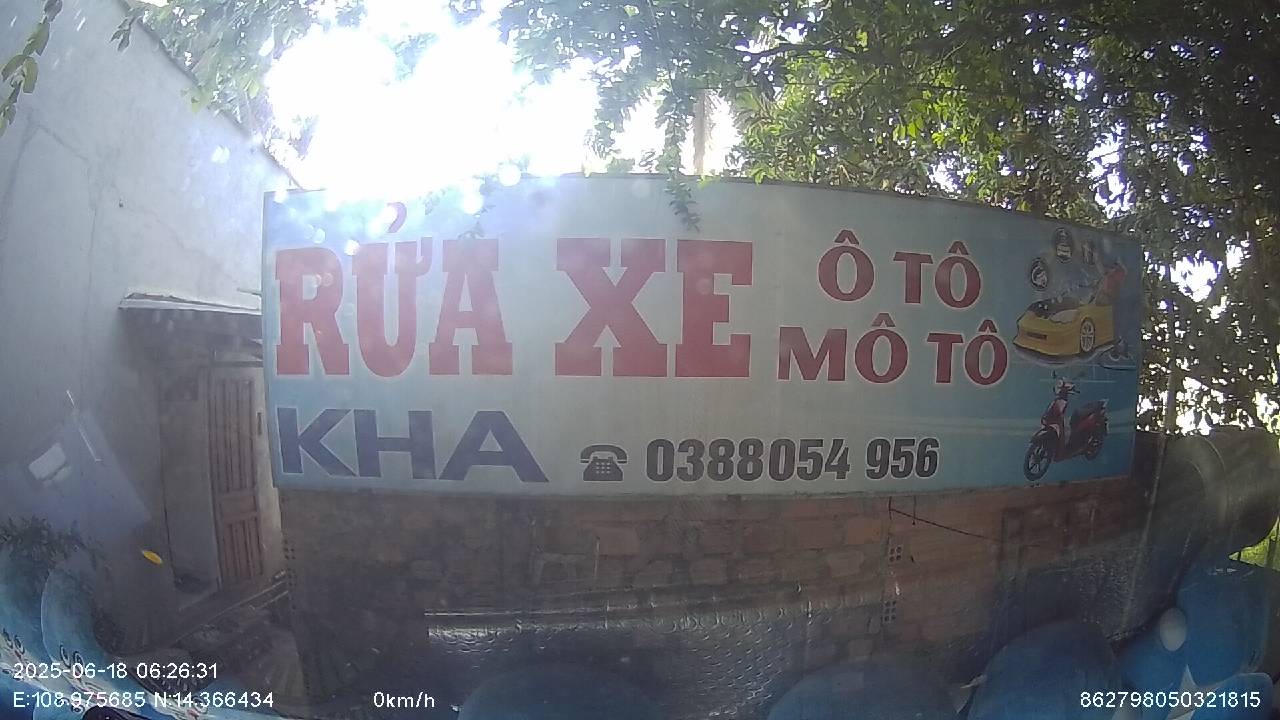 RỬA XE
Ô TÔ
MÔ TÔ
KHA
0388054 956
2025-06-18 06:26:31
E:108.975685 N:14.366434
0km/h
862798050321815